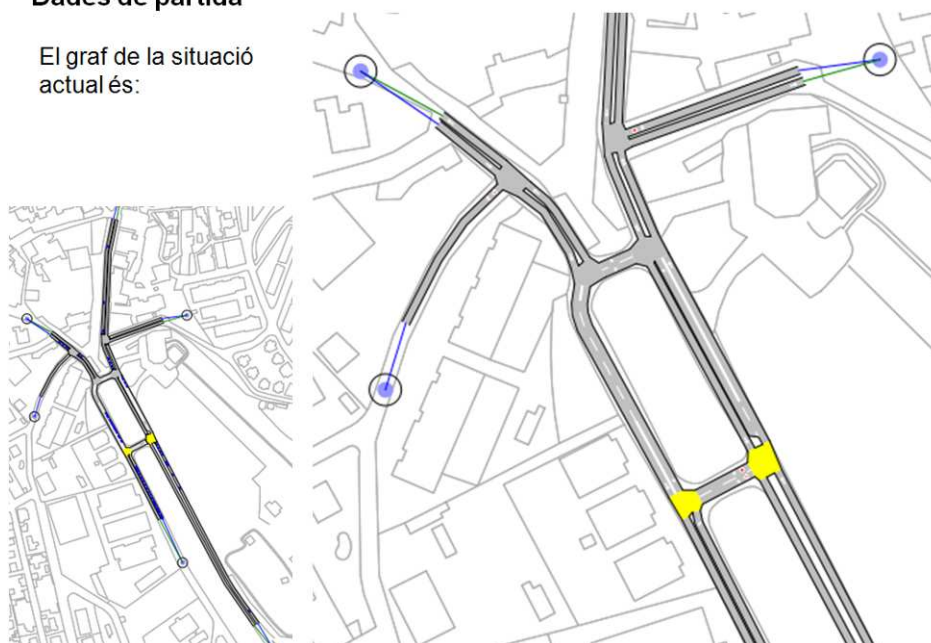 Dades de partida
El graf de la situació
actual és: